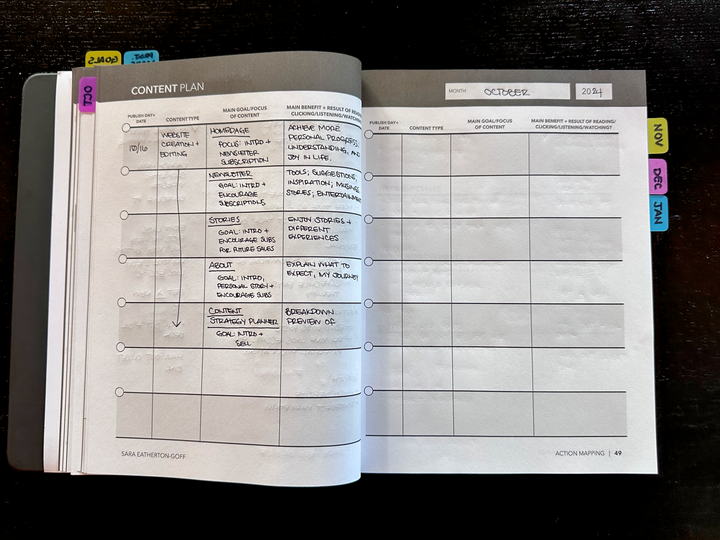 GOALS
OCT
CONTENT PLAN
MONTH OCTOBER 2024
PUBLISH DAY+
DATE
CONTENT TYPE
MAIN GOAL/FOCUS
OF CONTENT
MAIN BENEFIT + RESULT OF READING/
CLICKING/LISTENING/WATCHING?
10/16
WEBSITE
CREATION +
EDITING
HOMEPAGE
FOCUS: INTRO +
NEWSLETTER
SUBSCRIPTION
ACHIEVE MORE
PERSONAL PROGRESS,
UNDERSTANDING, AND
JOY IN LIFE.
NEWSLETTER
GOAL: INTRO +
ENCOURAGE
SUBSCRIPTIONS
TOOLS; SUGGESTIONS,
INSPIRATION; MUSINGS
STORIES; ENTERTAINMENT
STORIES
GOAL: INTRO +
ENCOURAGE SUBS
FOR FUTURE SALES
ENJOY STORIES +
DIFFERENT
EXPERIENCES
ABOUT
GOAL: INTRO,
PERSONAL STORY +
ENCOURAGE SUBS
EXPLAIN WHAT TO
EXPECT, MY JOURNEY
CONTENT
STRATEGY PLANNER
GOAL: INTRO +
SELL
BREAKDOWN
PREVIEW OF
SARA EATHERTON-GOFF
PUBLISH DAY+
DATE
CONTENT TYPE
MAIN GOAL/FOCUS
OF CONTENT
MAIN BENEFIT + RESULT OF READING/
CLICKING/LISTENING/WATCHING?
NOV
DEC
JAN
ACTION MAPPING | 49